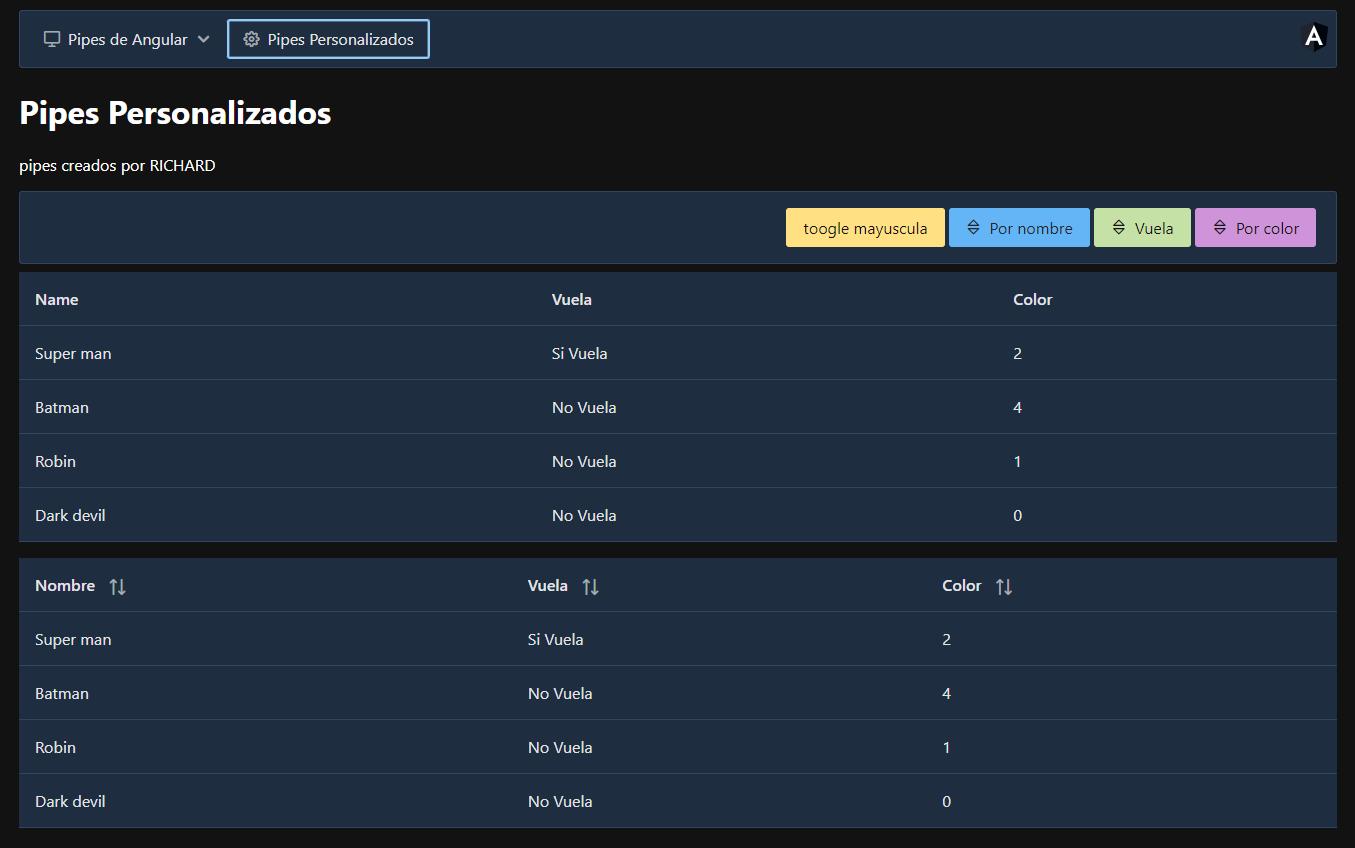 Pipes de Angular Pipes Personalizados
Pipes Personalizados
pipes creados por RICHARD
toogle mayuscula Por nombre Vuela Por color
Name Vuela Color
Super man Si Vuela 2
Batman No Vuela 4
Robin No Vuela 1
Dark devil No Vuela 0
Nombre Vuela Color
Super man Si Vuela 2
Batman No Vuela 4
Robin No Vuela 1
Dark devil No Vuela 0